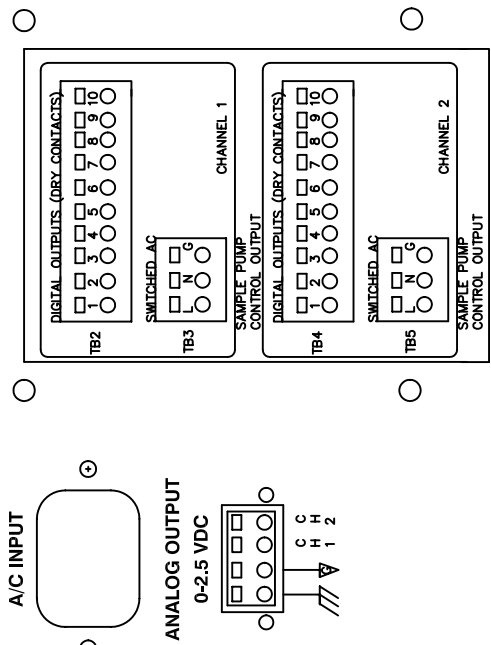 DIGITAL OUTPUTS (DRY CONTACTS)
1 2 3 4 5 6 7 8 9 10
TB2
CHANNEL 1
SWITCHED AC
L N G
TB3
SAMPLE PUMP
CONTROL OUTPUT
DIGITAL OUTPUTS (DRY CONTACTS)
1 2 3 4 5 6 7 8 9 10
TB4
CHANNEL 2
SWITCHED AC
L N G
TB5
SAMPLE PUMP
CONTROL OUTPUT
A/C INPUT
ANALOG OUTPUT
0-2.5 VDC
G
CH 1
CH 2